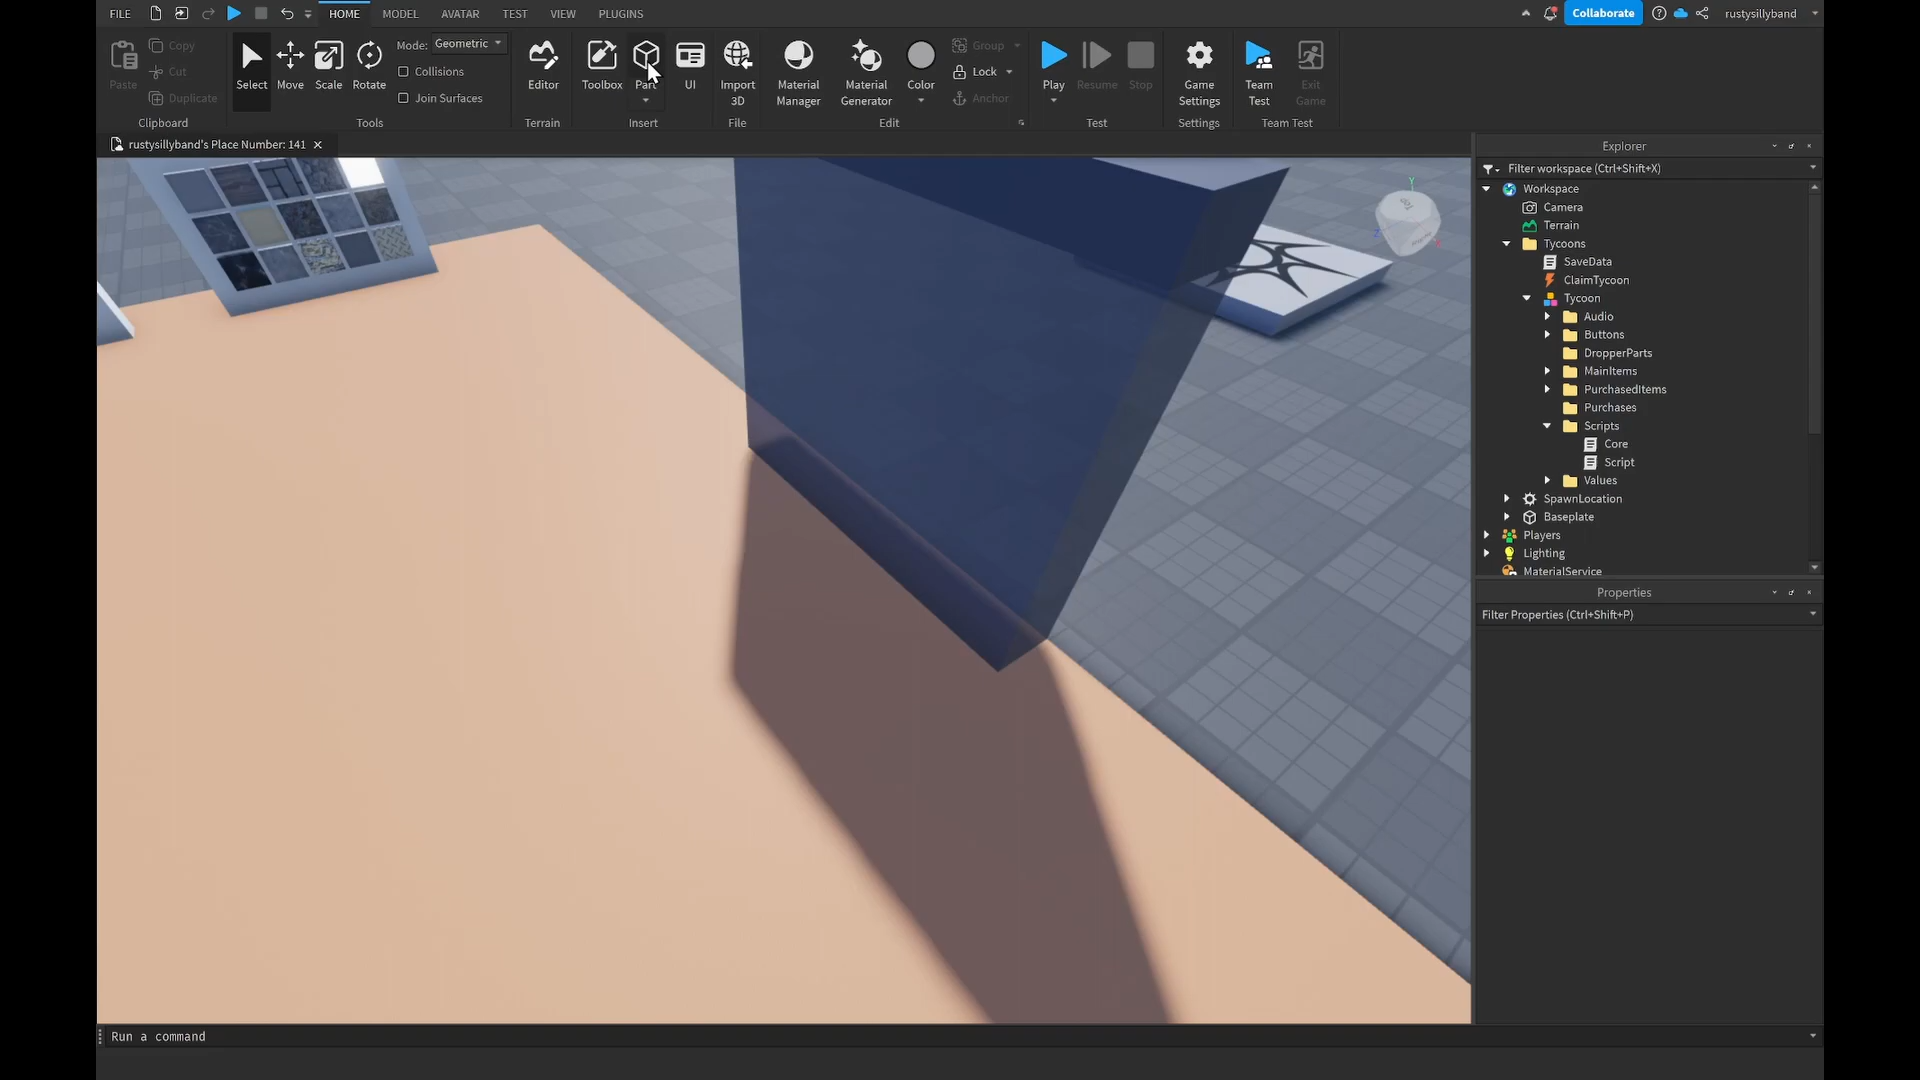 FILE HOME MODEL AVATAR TEST VIEW PLUGINS Collaborate rustysillyband
Paste Copy Cut Duplicate
Clipboard
Select Move Scale Rotate
Mode: Geometric
Collisions
Join Surfaces
Tools
Editor
Terrain
Toolbox Part UI
Insert
Import
3D
File
Material
Manager
Material
Generator
Color
Group
Lock
Anchor
Edit
Play Resume Stop
Test
Game
Settings
Settings
Team
Test
Exit
Game
Team Test
rustysillyband's Place Number: 141
Y
Top
Z
X
Explorer
Filter workspace (Ctrl+Shift+X)
Workspace
Camera
Terrain
Tycoons
SaveData
ClaimTycoon
Tycoon
Audio
Buttons
DropperParts
MainItems
PurchasedItems
Purchases
Scripts
Core
Script
Values
SpawnLocation
Baseplate
Players
Lighting
MaterialService
Properties
Filter Properties (Ctrl+Shift+P)
Run a command